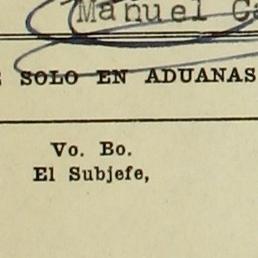 Manuel
SOLO EN ADUANAS
Vo. Bo.
El Subjefe,